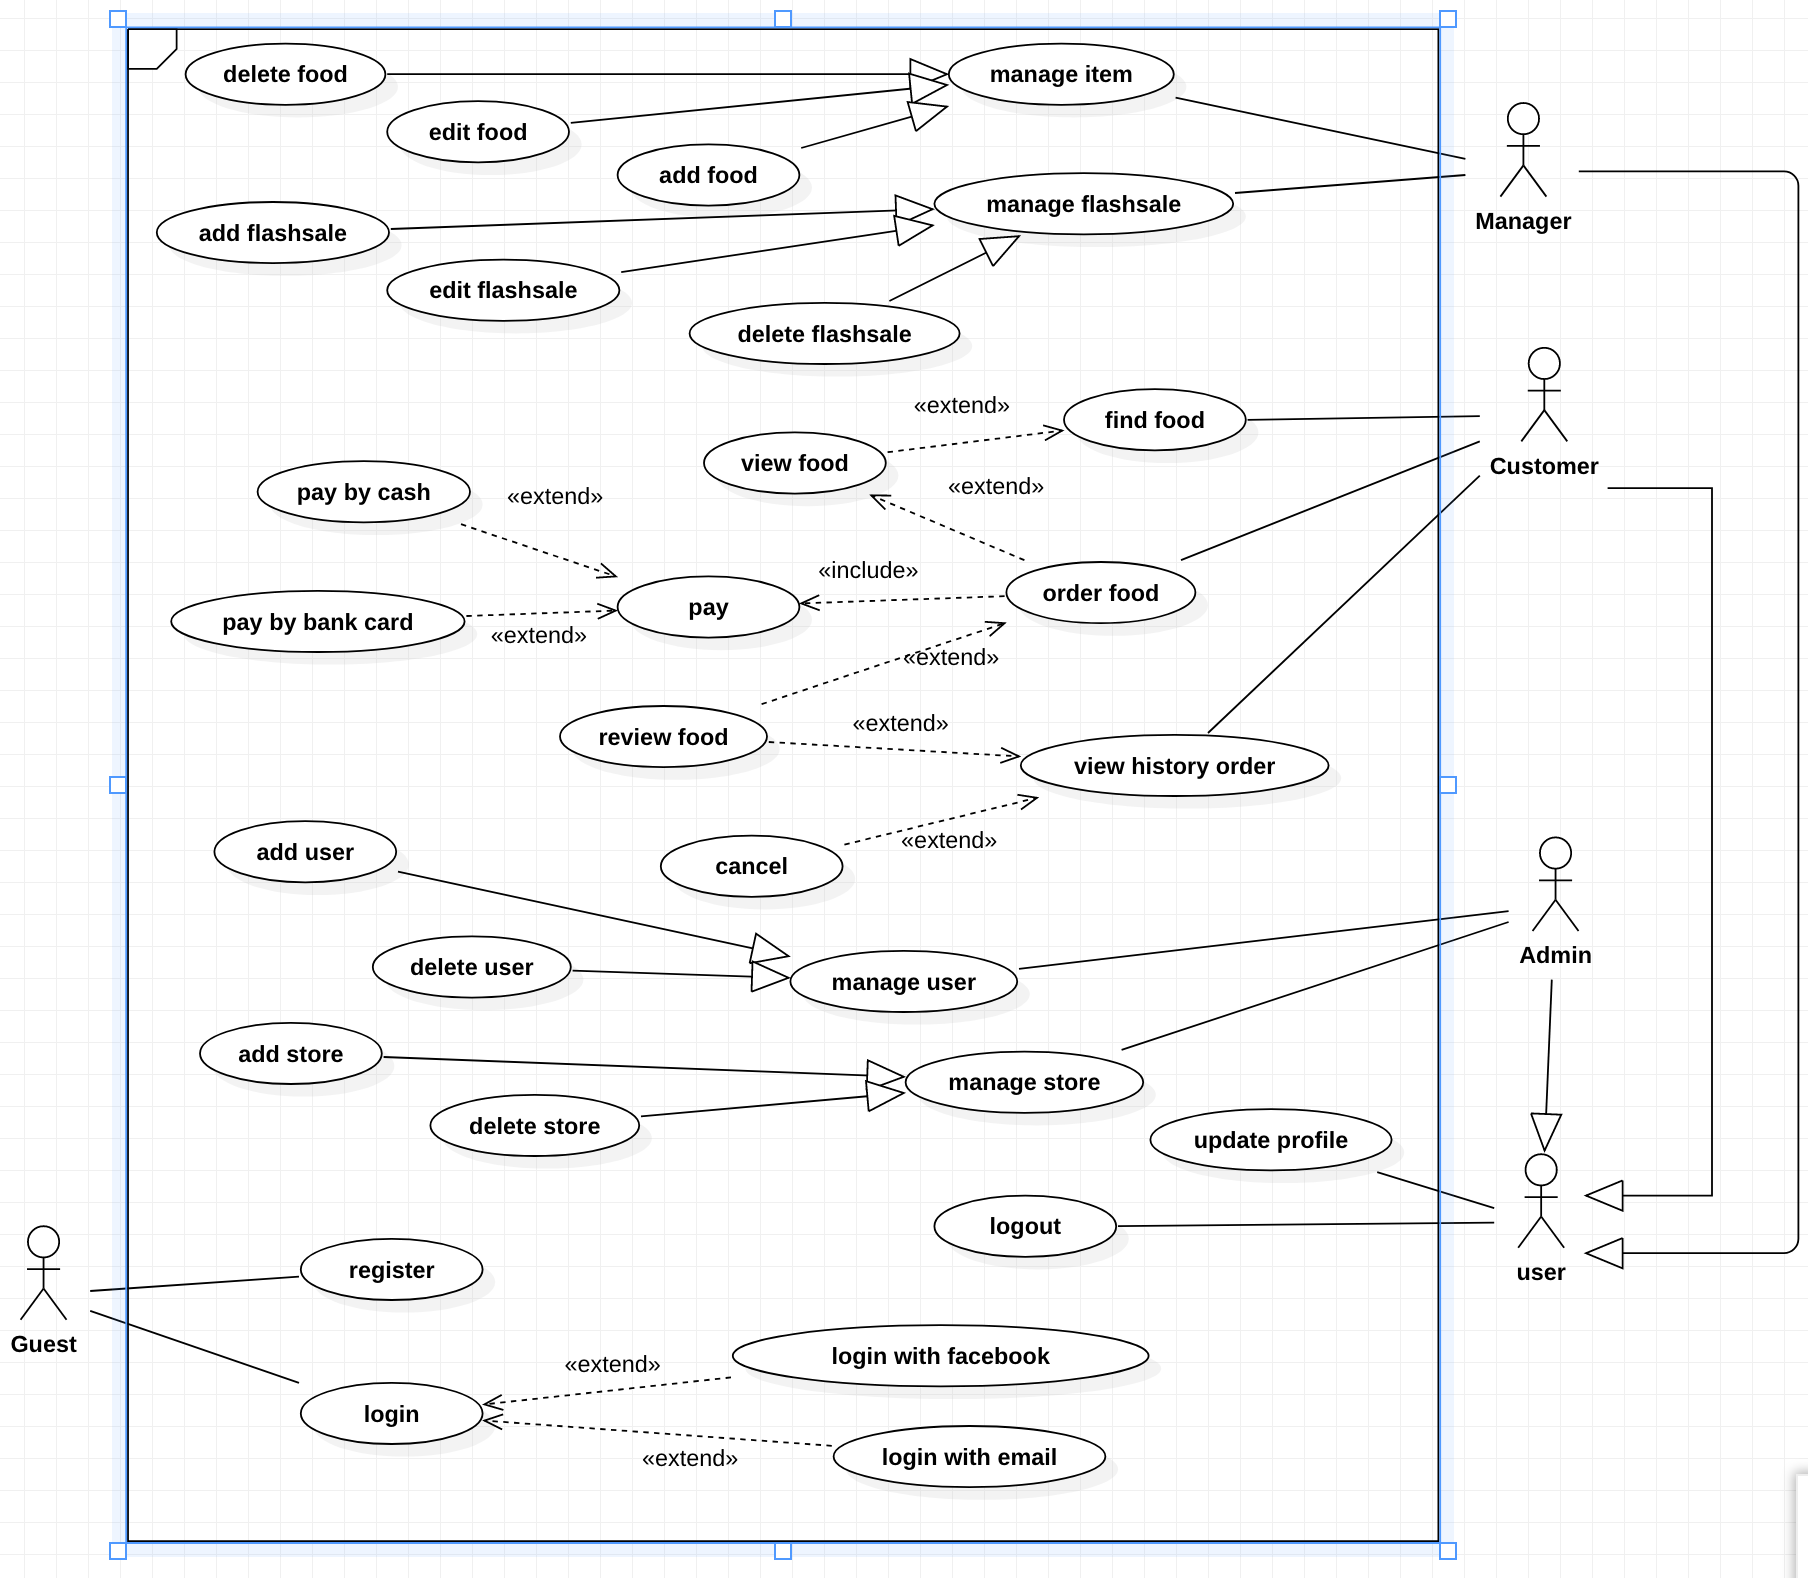 delete food
manage item
edit food
add food
Manager
manage flashsale
add flashsale
edit flashsale
delete flashsale
«extend»
find food
view food
Customer
pay by cash
«extend»
«extend»
«include»
order food
pay
pay by bank card
«extend»
«extend»
review food
«extend»
view history order
add user
cancel
«extend»
delete user
manage user
Admin
add store
manage store
delete store
update profile
logout
user
register
Guest
«extend»
login with facebook
login
«extend»
login with email